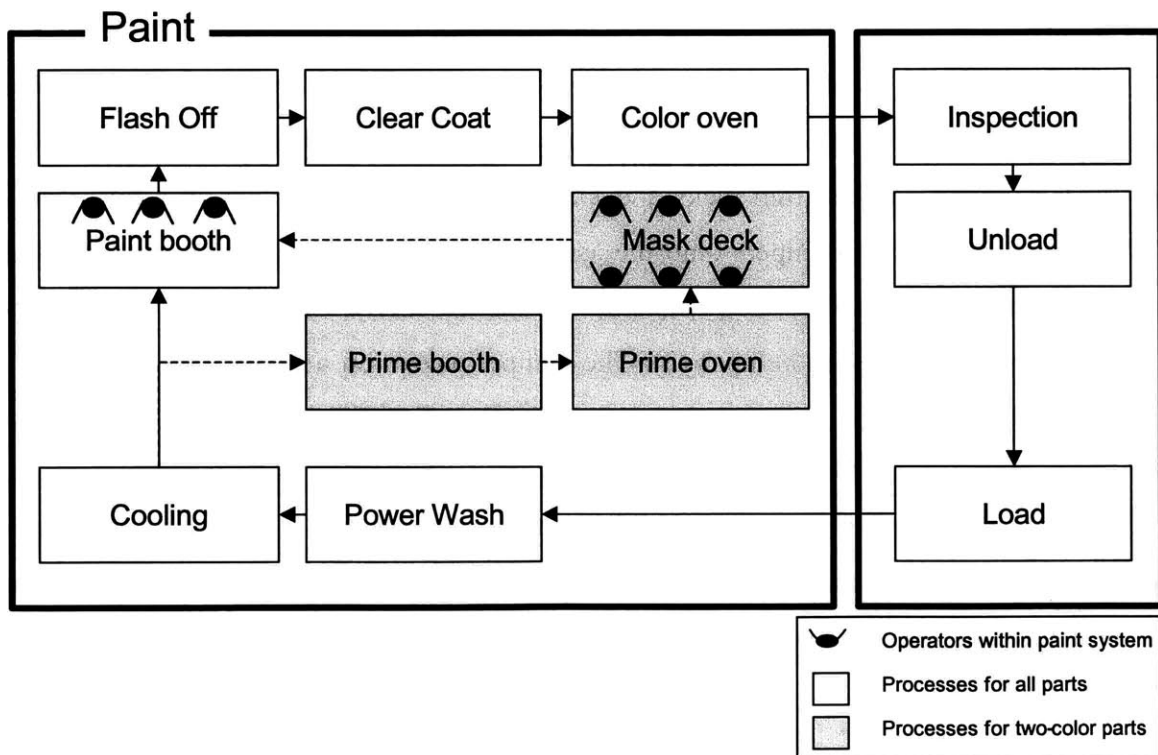 Paint
Flash Off
Clear Coat
Color oven
Inspection
Paint booth
Mask deck
Unload
Prime booth
Prime oven
Cooling
Power Wash
Load
Operators within paint system
Processes for all parts
Processes for two-color parts